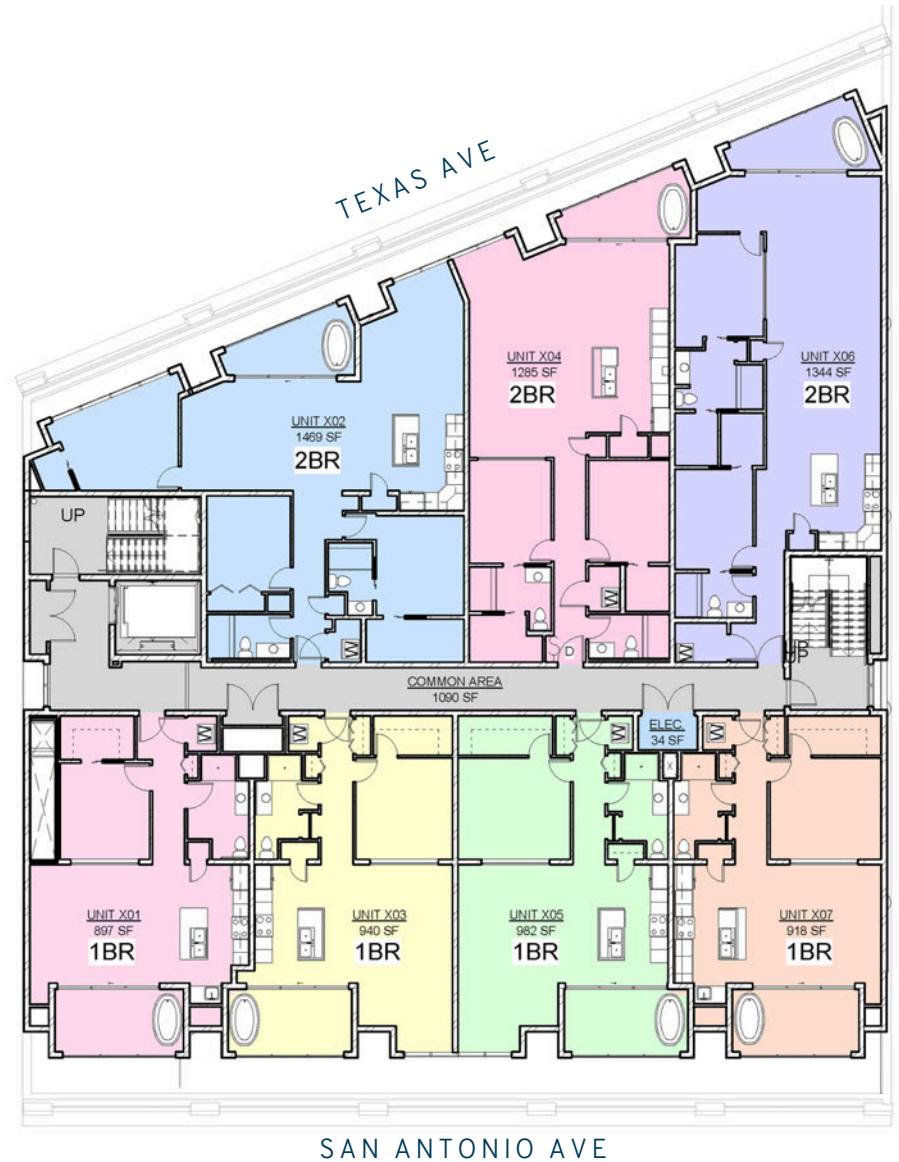 TEXAS AVE
UNIT X04
1285 SF
2BR
UNIT X06
1344 SF
2BR
UNIT X02
1469 SF
2BR
UP
W
W
W
D
UP
COMMON AREA
1090 SF
ELEC.
34 SF
W
W
W
W
X
UNIT X01
897 SF
1BR
UNIT X03
940 SF
1BR
UNIT X05
982 SF
1BR
UNIT X07
918 SF
1BR
SAN ANTONIO AVE